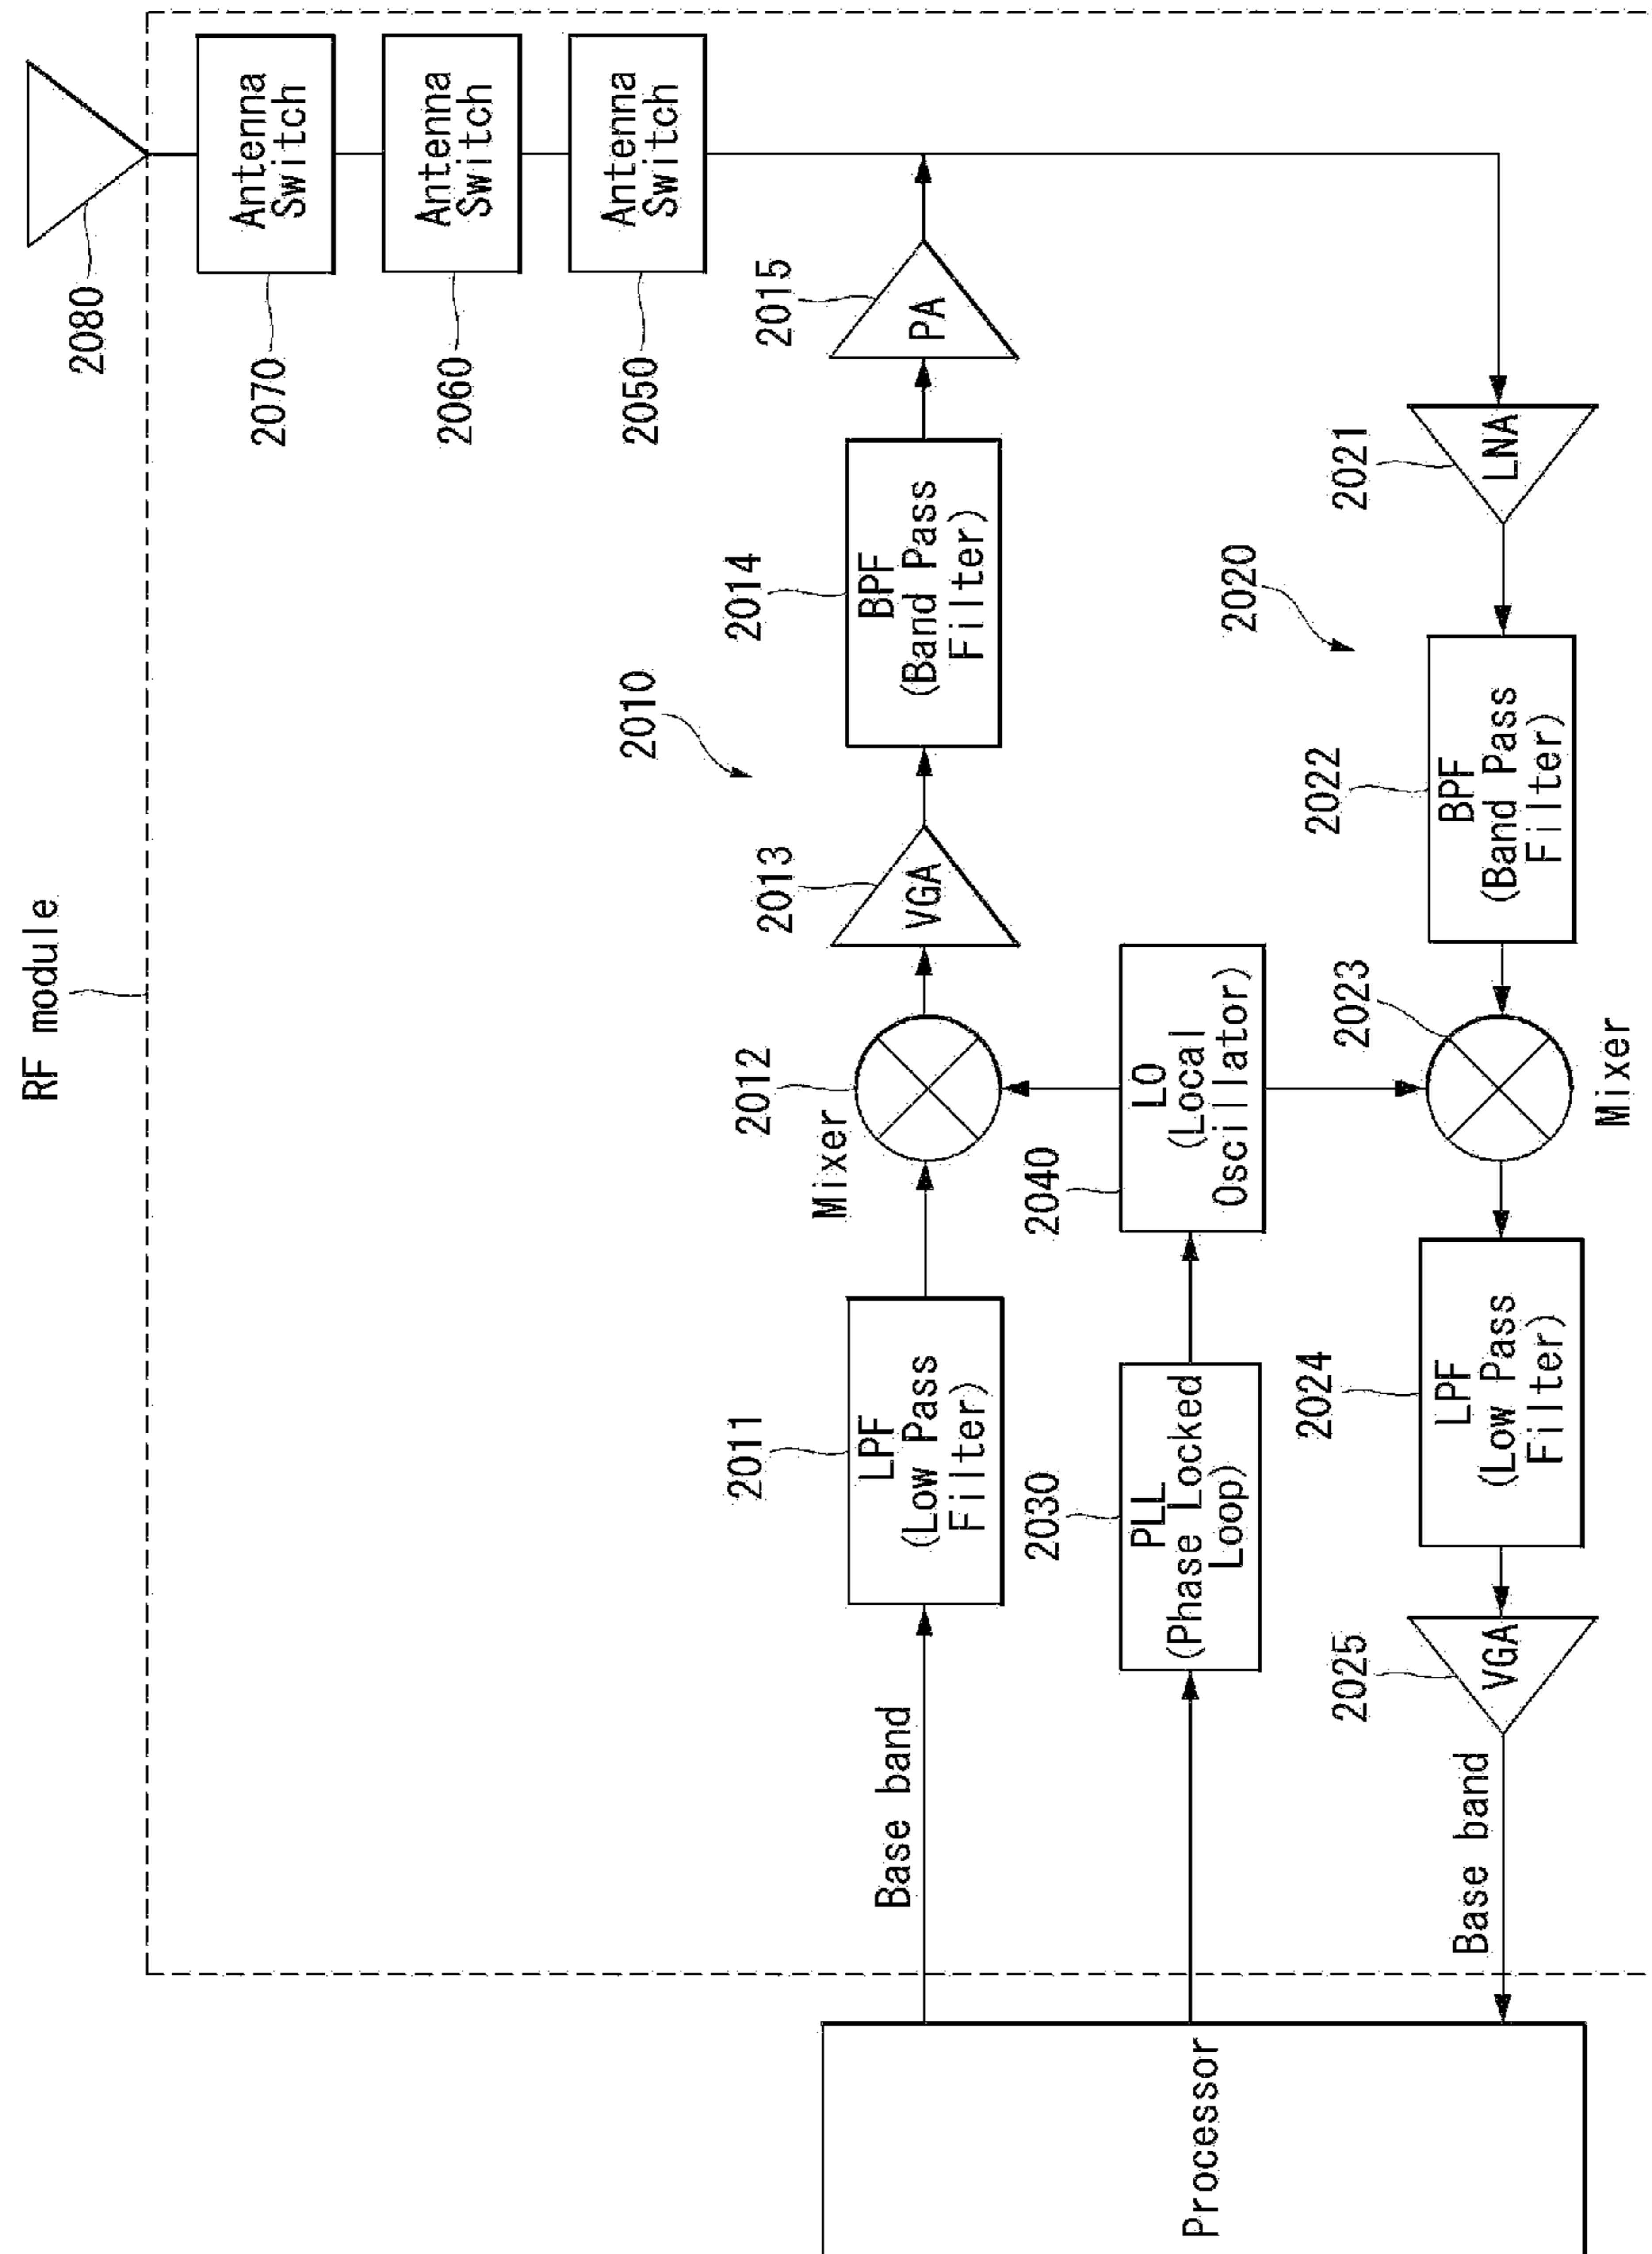 RF module
2080
Antenna
Switch
2070
Antenna
Switch
2060
Antenna
Switch
2050
Base band
2011
LPF
(Low Pass
Filter)
2012
Mixer
2013
VGA
2010
2014
BPF
(Band Pass
Filter)
2015
PA
Processor
2030
PLL
(Phase Locked
Loop)
2040
LO
(Local
Oscillator)
Base band
2025
VGA
2024
LPF
(Low Pass
Filter)
2023
Mixer
2022
BPF
(Band Pass
Filter)
2020
2021
LNA